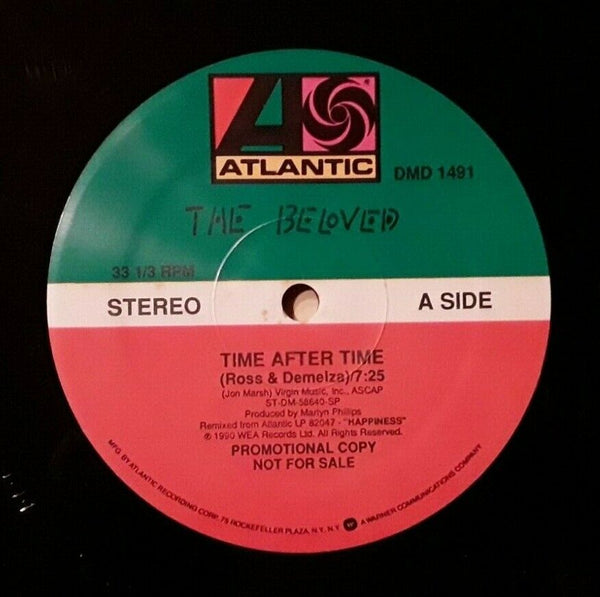 ATLANTIC
DMD 1491
THE BELOVED
33 1/3 RPM
STEREO
A SIDE
TIME AFTER TIME
(Ross & Demelza)/7:25
(Jon Marsh) Virgin Music, Inc., ASCAP
ST-DM-58640-SP
Produced by Martyn Phillips
Remixed from Atlantic LP 82047 - "HAPPINESS"
℗ 1990 WEA Records Ltd. All Rights Reserved.
PROMOTIONAL COPY
NOT FOR SALE
MFG. BY ATLANTIC RECORDING CORP. 75 ROCKEFELLER PLAZA, N.Y., N.Y. A WARNER COMMUNICATIONS COMPANY